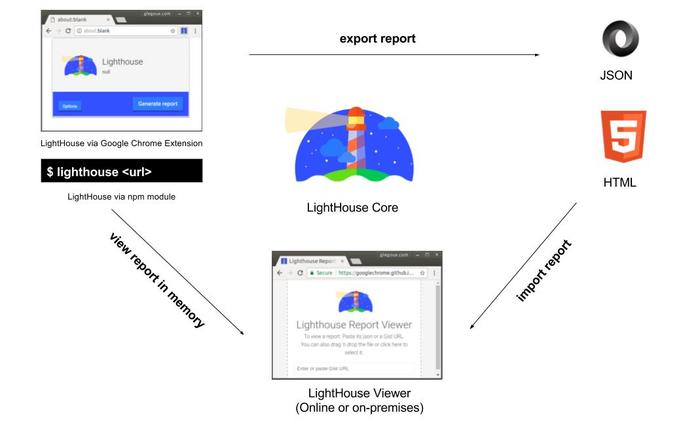 about:blank
glegoux.com
about:blank
Lighthouse
null
Options
Generate report
LightHouse via Google Chrome Extension
$ lighthouse <url>
LightHouse via npm module
export report
JSON
5
HTML
LightHouse Core
view report in memory
import report
Lighthouse Report
glegoux.com
Secure
https://googlechrome.github.i...
Lighthouse Report Viewer
To view a report: Paste its json or a Gist URL.
You can also drag 'n drop the file or click here to
select it.
Enter or paste Gist URL
LightHouse Viewer
(Online or on-premises)